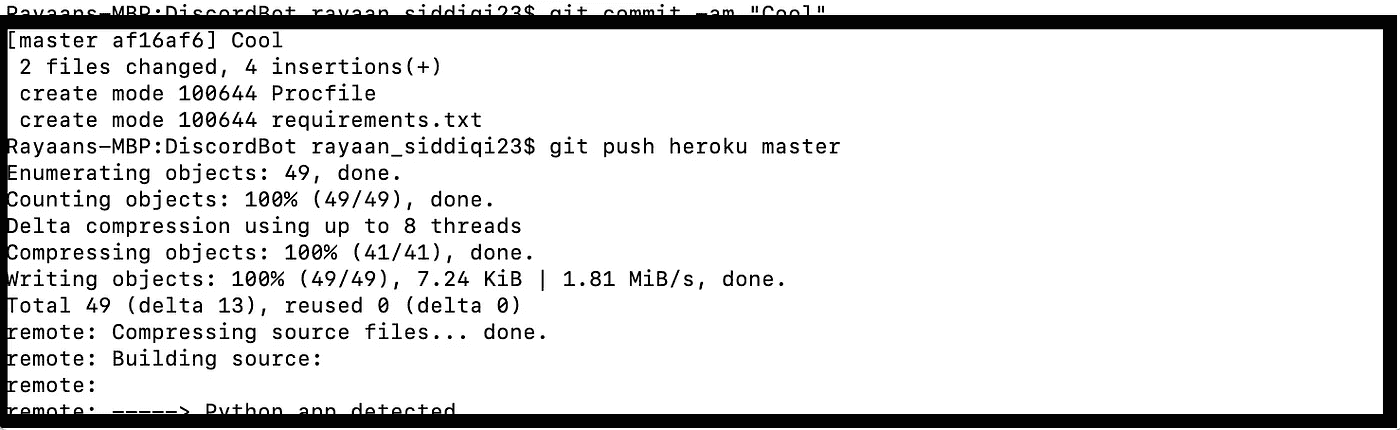 Rayaans-MBP:DiscordBot rayaan_siddiqi23$ git commit -am "Cool"
[master af16af6] Cool
 2 files changed, 4 insertions(+)
 create mode 100644 Procfile
 create mode 100644 requirements.txt
Rayaans-MBP:DiscordBot rayaan_siddiqi23$ git push heroku master
Enumerating objects: 49, done.
Counting objects: 100% (49/49), done.
Delta compression using up to 8 threads
Compressing objects: 100% (41/41), done.
Writing objects: 100% (49/49), 7.24 KiB | 1.81 MiB/s, done.
Total 49 (delta 13), reused 0 (delta 0)
remote: Compressing source files... done.
remote: Building source:
remote:
remote: -----> Python app detected